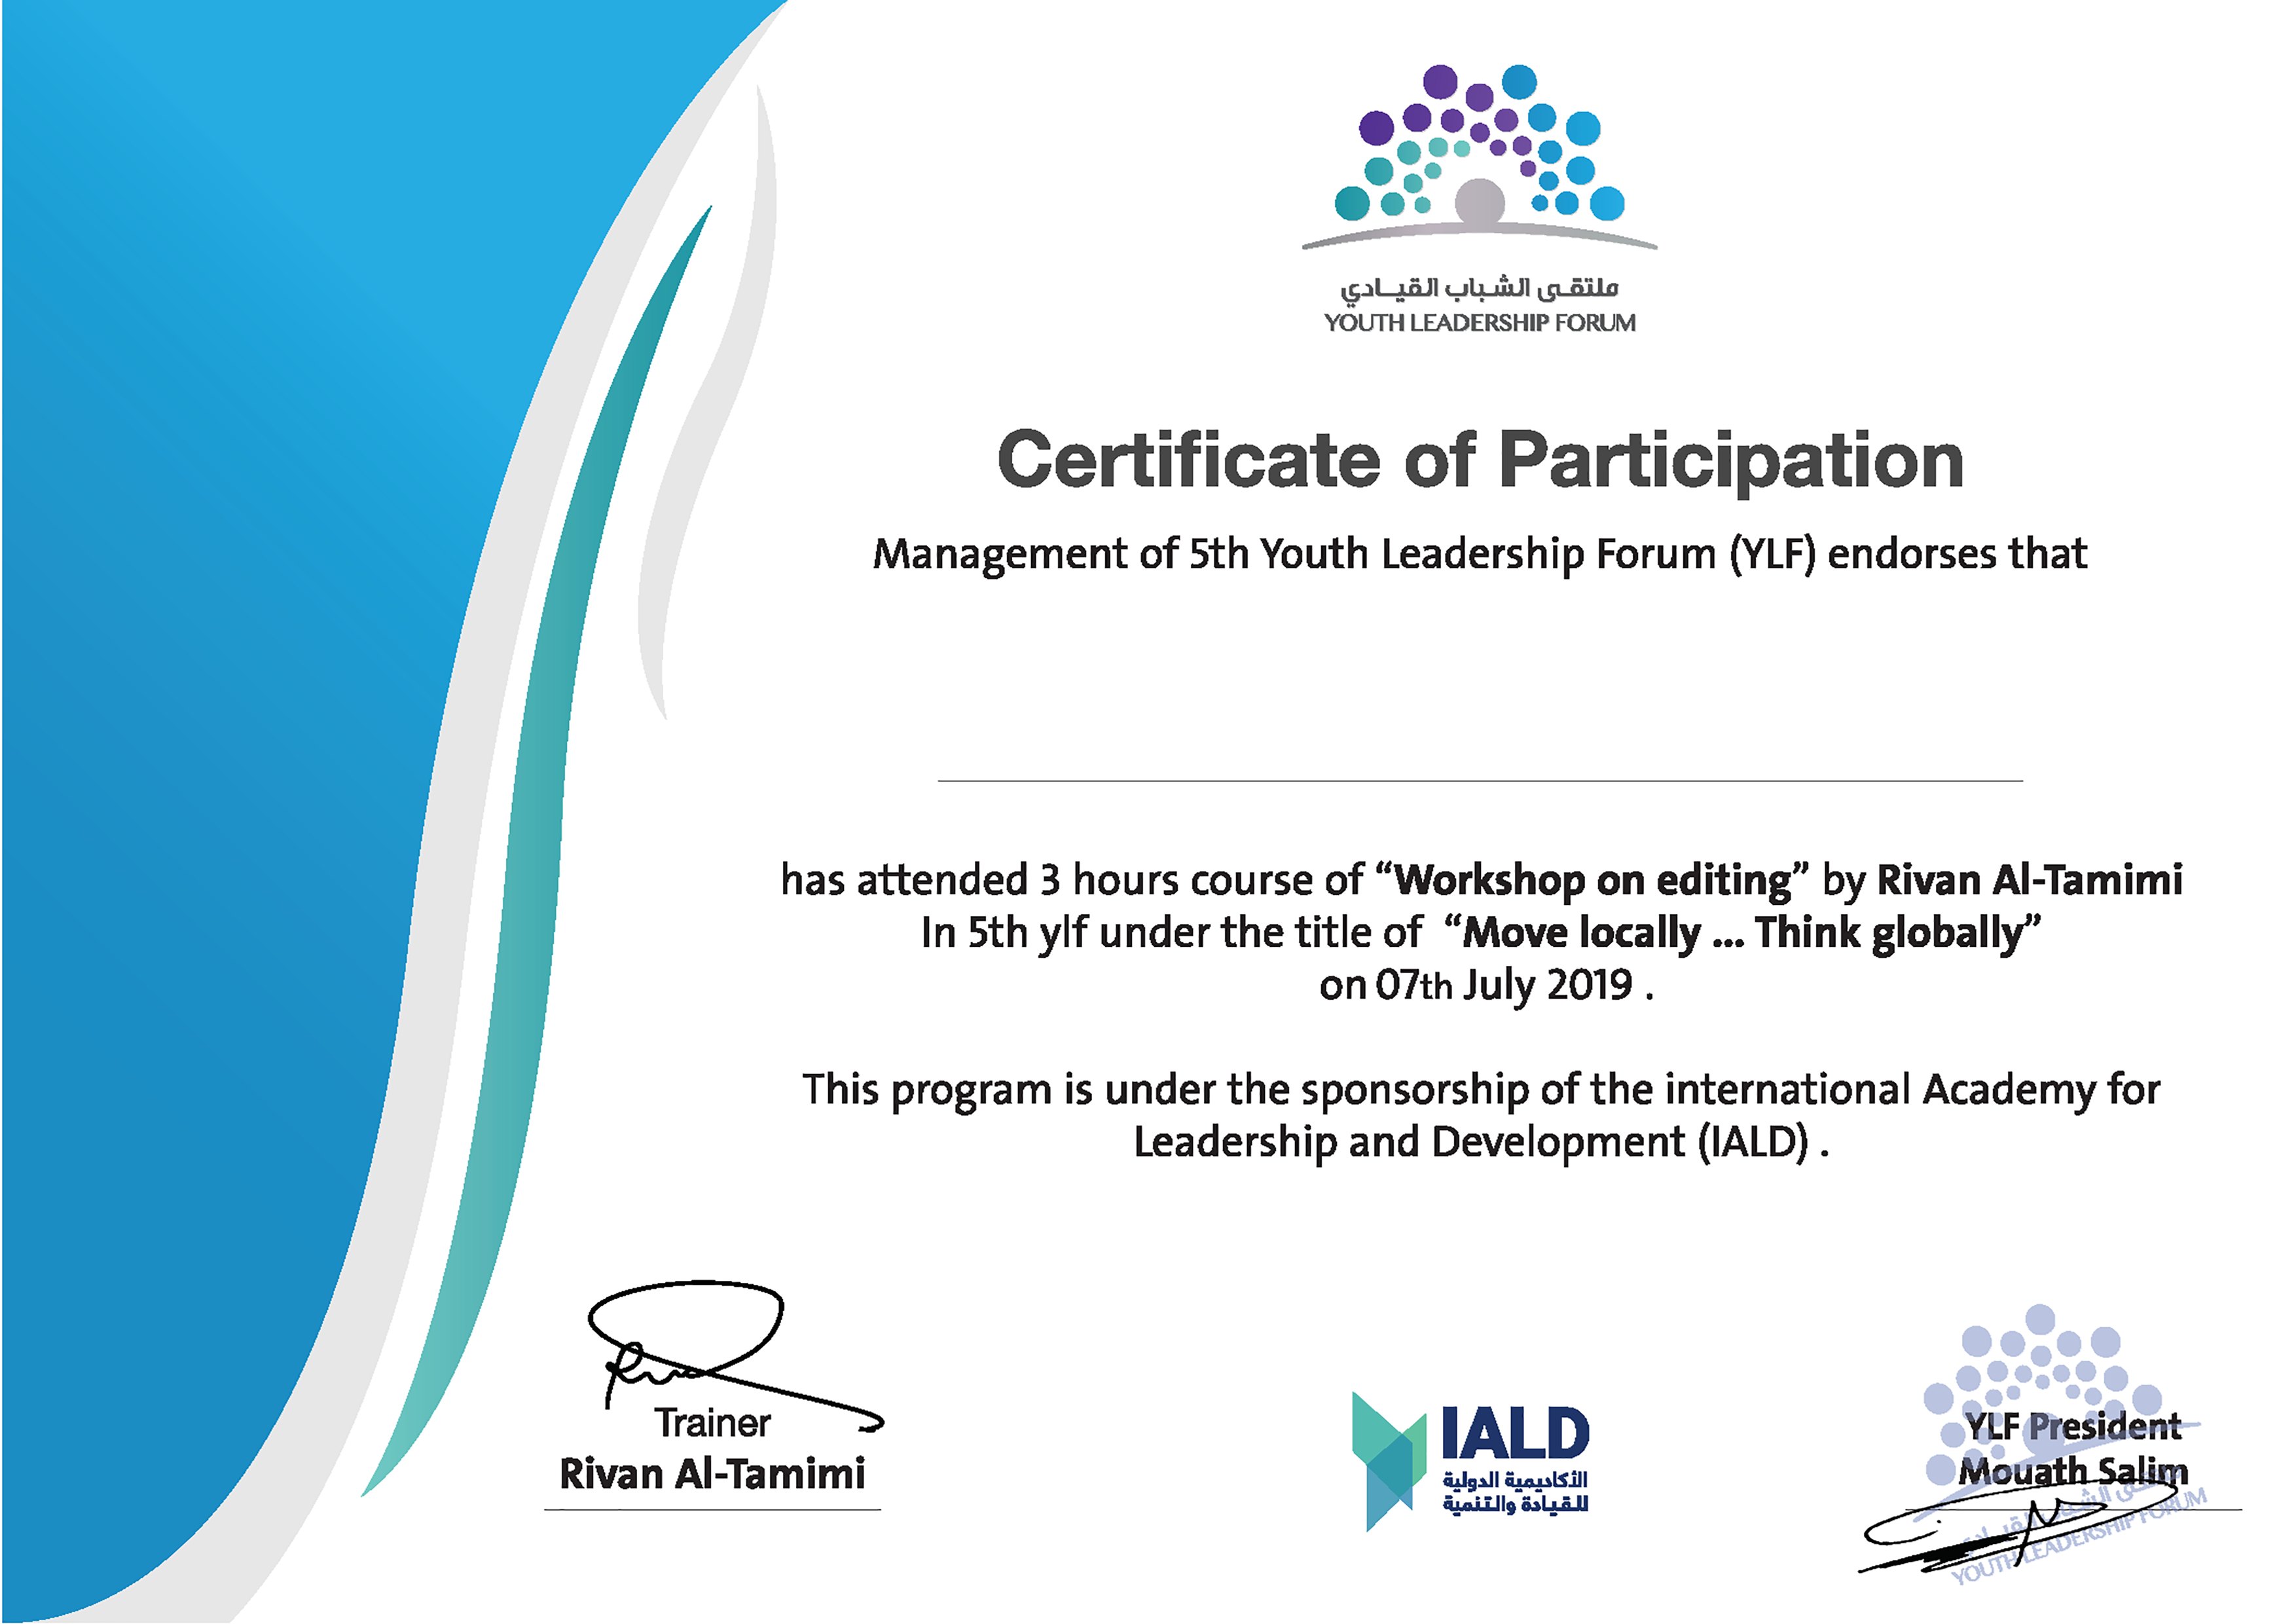 ملتقى الشباب القيادي
YOUTH LEADERSHIP FORUM
Certificate of Participation
Management of 5th Youth Leadership Forum (YLF) endorses that
has attended 3 hours course of “Workshop on editing” by Rivan Al-Tamimi
In 5th ylf under the title of “Move locally ... Think globally”
on 07th July 2019 .
This program is under the sponsorship of the international Academy for
Leadership and Development (IALD) .
Trainer
Rivan Al-Tamimi
IALD
الأكاديمية الدولية
للقيادة والتنمية
YLF President
Mouath Salim
ملتقى الشباب القيادي
YOUTH LEADERSHIP FORUM